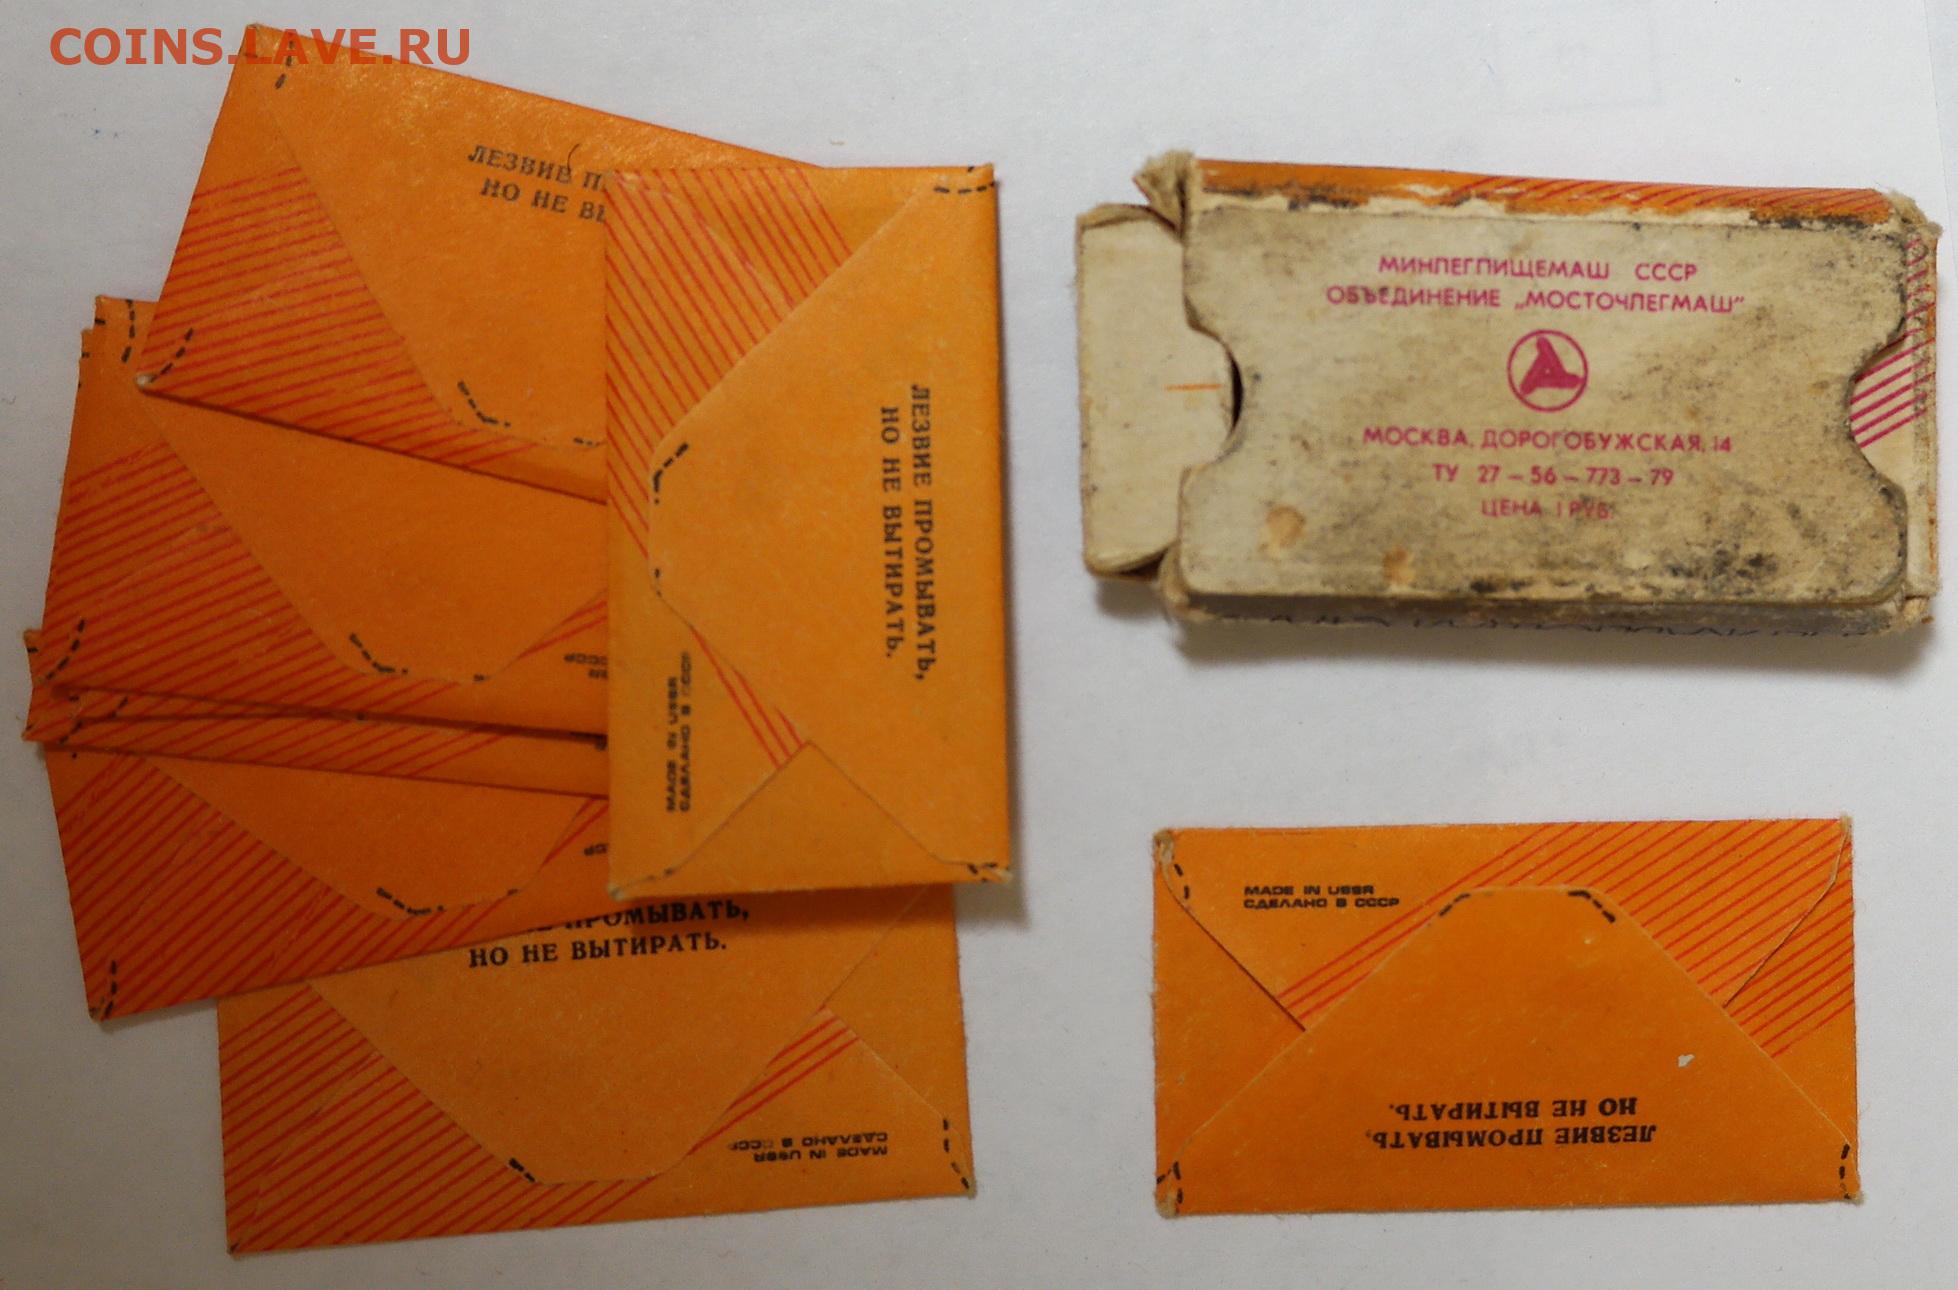 COINS.LAVE.RU
ЛЕЗВИЕ
НО НЕ
ЛЕЗВИЕ ПРОМЫВАТЬ,
НО НЕ ВЫТИРАТЬ.
MADE IN USSR
СДЕЛАНО В СССР
ПРОМЫВАТЬ,
НО НЕ ВЫТИРАТЬ.
MADE IN USSR
СДЕЛАНО В СССР
МИНЛЕГПИЩЕМАШ СССР
ОБЪЕДИНЕНИЕ „МОСТОЧЛЕГМАШ"
МОСКВА, ДОРОГОБУЖСКАЯ, 14
ТУ 27 – 56 – 773 – 79
ЦЕНА 1 РУБ.
MADE IN USSR
СДЕЛАНО В СССР
ЛЕЗВИЕ ПРОМЫВАТЬ,
НО НЕ ВЫТИРАТЬ.